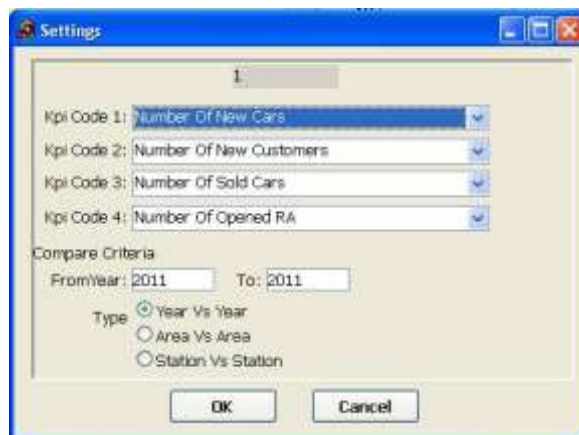 Settings
1
Kpi Code 1: Number Of New Cars
Kpi Code 2: Number Of New Customers
Kpi Code 3: Number Of Sold Cars
Kpi Code 4: Number Of Opened RA
Compare Criteria
FromYear: 2011 To: 2011
Type Year Vs Year
Area Vs Area
Station Vs Station
OK Cancel